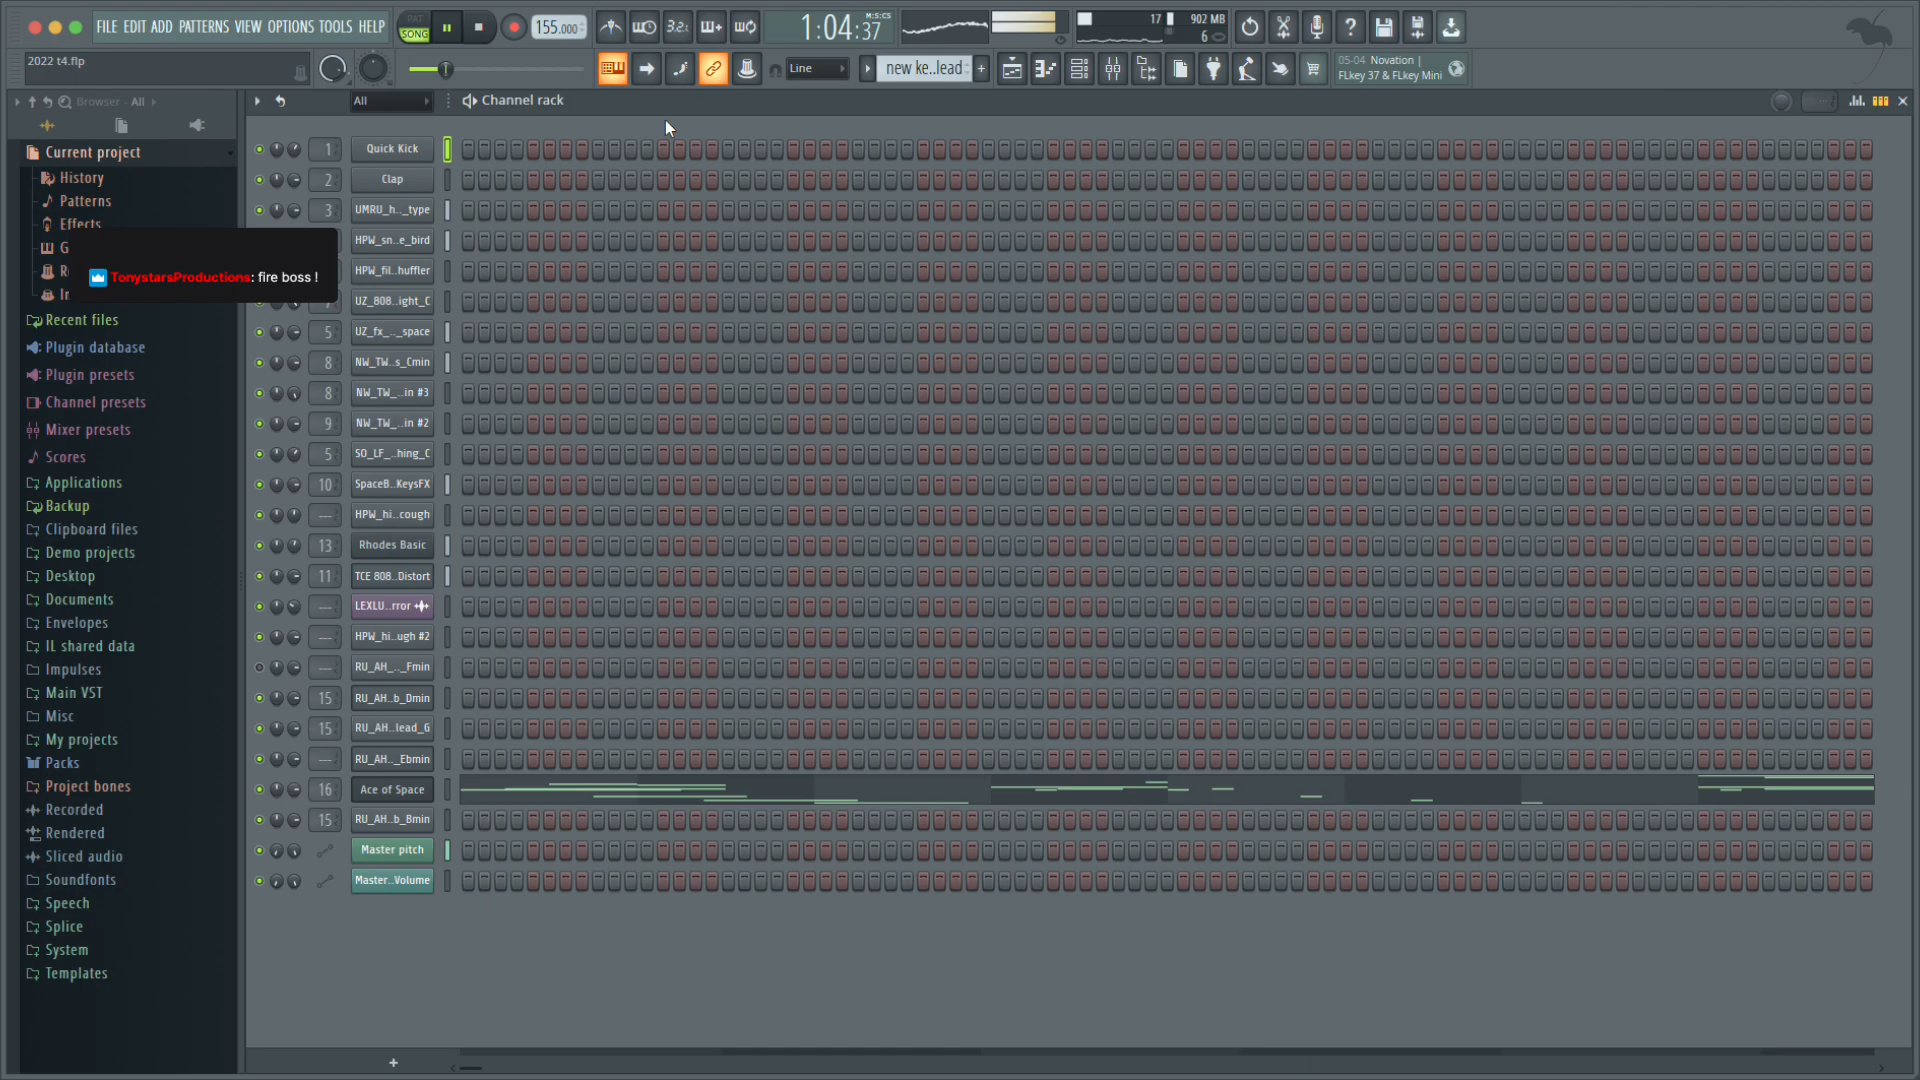 FILE EDIT ADD PATTERNS VIEW OPTIONS TOOLS HELP
PAT
SONG
155.000
3.2.1
1:04:37
M:S:CS
17
902 MB
6
2022 t4.flp
Line
new ke..lead
+
05-04 Novation |
FLkey 37 & FLkey Mini
Browser - All
All
Channel rack
Current project
History
Patterns
Effects
G
R
In
TonystarsProductions: fire boss !
Recent files
Plugin database
Plugin presets
Channel presets
Mixer presets
Scores
Applications
Backup
Clipboard files
Demo projects
Desktop
Documents
Envelopes
IL shared data
Impulses
Main VST
Misc
My projects
Packs
Project bones
Recorded
Rendered
Sliced audio
Soundfonts
Speech
Splice
System
Templates
1 Quick Kick
2 Clap
3 UMRU_h.._type
HPW_sn..e_bird
HPW_fil..huffler
UZ_808..ight_C
5 UZ_fx_.._space
8 NW_TW..s_Cmin
8 NW_TW_..in #3
9 NW_TW_..in #2
5 SO_LF_..hing_C
10 SpaceB..KeysFX
--- HPW_hi..cough
13 Rhodes Basic
11 TCE 808..Distort
--- LEXLU..rror
--- HPW_hi..ugh #2
--- RU_AH_.._Fmin
15 RU_AH..b_Dmin
15 RU_AH..lead_G
--- RU_AH.._Ebmin
16 Ace of Space
15 RU_AH..b_Bmin
Master pitch
Master..Volume
+